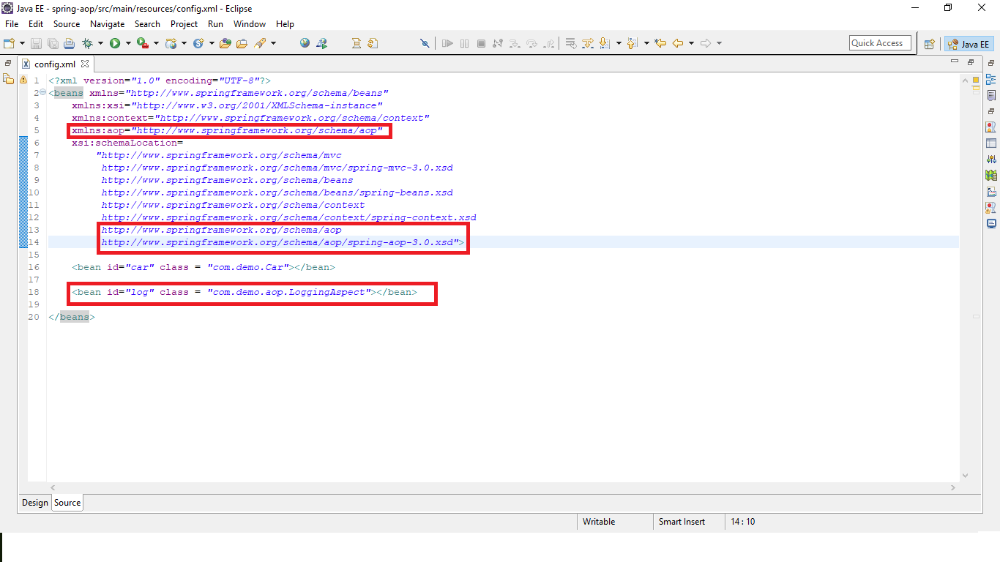 Java EE - spring-aop/src/main/resources/config.xml - Eclipse
File Edit Source Navigate Search Project Run Window Help
Quick Access Java EE
config.xml
1 <?xml version="1.0" encoding="UTF-8"?>
2 <beans xmlns="http://www.springframework.org/schema/beans"
3 xmlns:xsi="http://www.w3.org/2001/XMLSchema-instance"
4 xmlns:context="http://www.springframework.org/schema/context"
5 xmlns:aop="http://www.springframework.org/schema/aop"
6 xsi:schemaLocation=
7 "http://www.springframework.org/schema/mvc
8 http://www.springframework.org/schema/mvc/spring-mvc-3.0.xsd
9 http://www.springframework.org/schema/beans
10 http://www.springframework.org/schema/beans/spring-beans.xsd
11 http://www.springframework.org/schema/context
12 http://www.springframework.org/schema/context/spring-context.xsd
13 http://www.springframework.org/schema/aop
14 http://www.springframework.org/schema/aop/spring-aop-3.0.xsd">
15
16 <bean id="car" class = "com.demo.Car"></bean>
17
18 <bean id="log" class = "com.demo.aop.LoggingAspect"></bean>
19
20 </beans>
Design Source
Writable Smart Insert 14 : 10